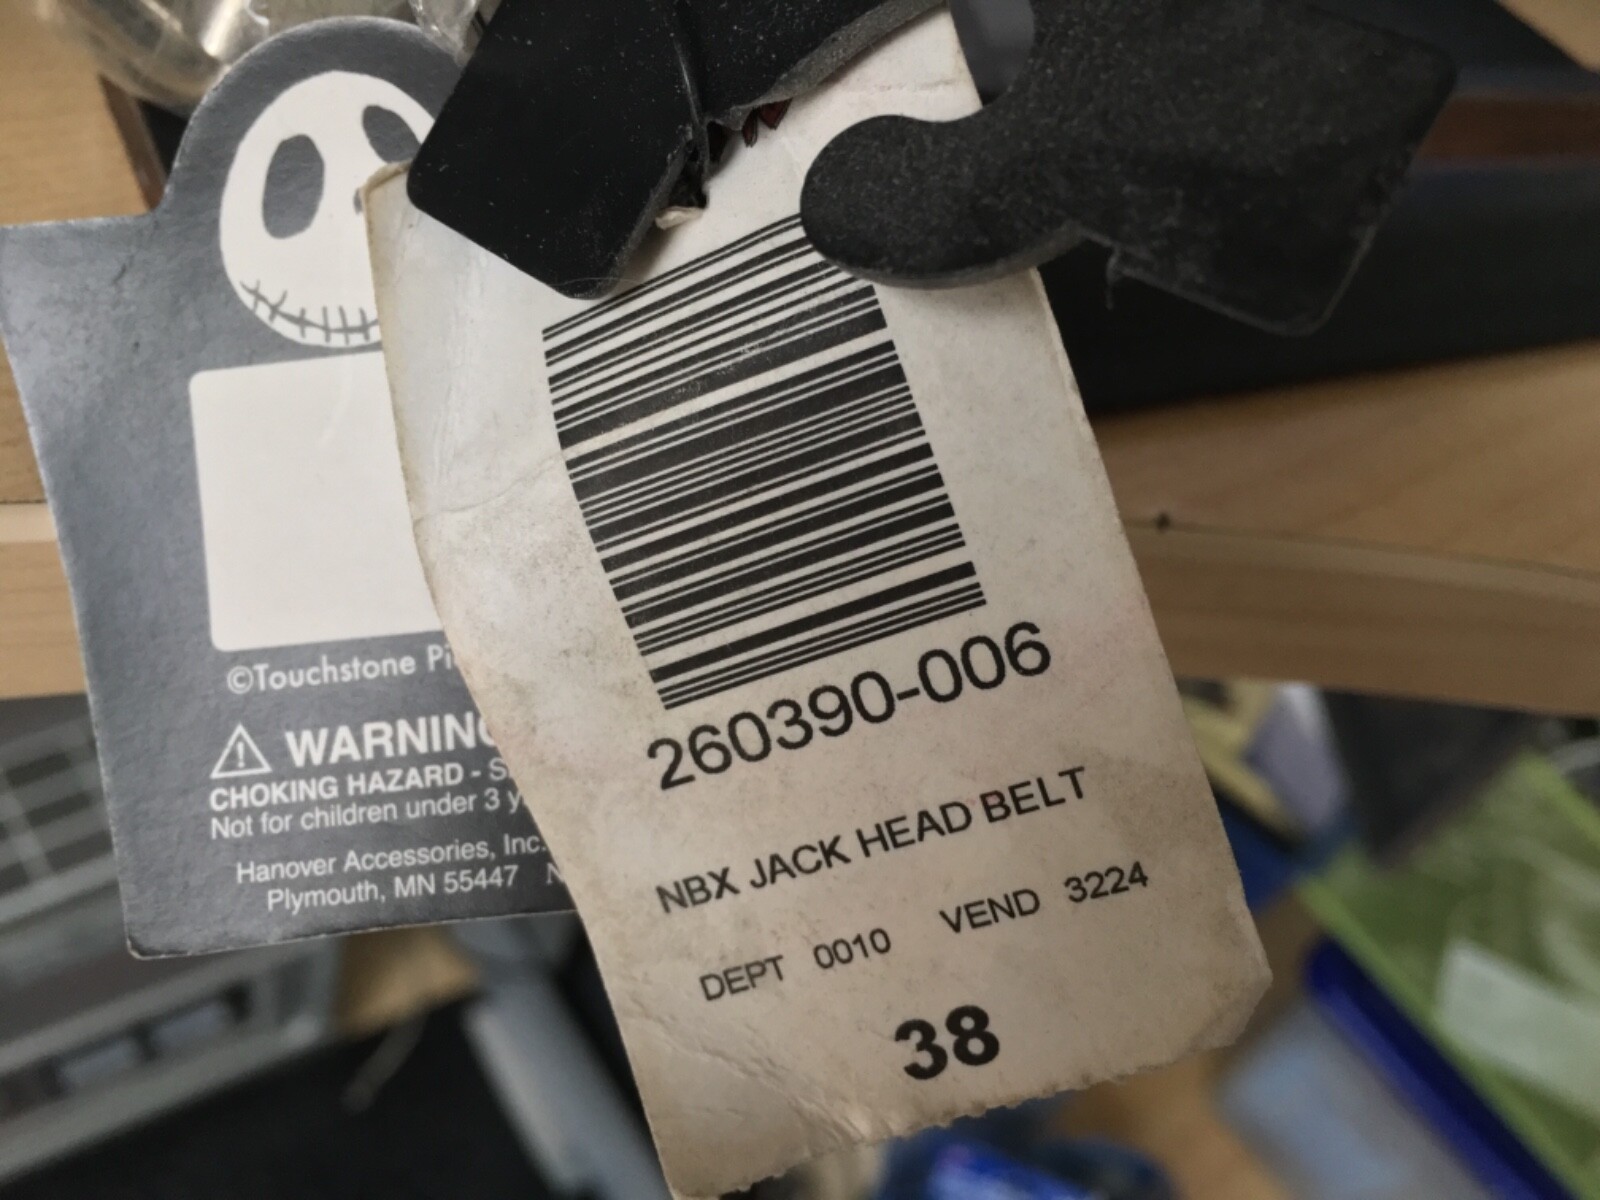 ©Touchstone
WARNING
CHOKING HAZARD -
Not for children under 3
Hanover Accessories, Inc.
Plymouth, MN 55447
260390-006
NBX JACK HEAD BELT
DEPT 0010 VEND 3224
38